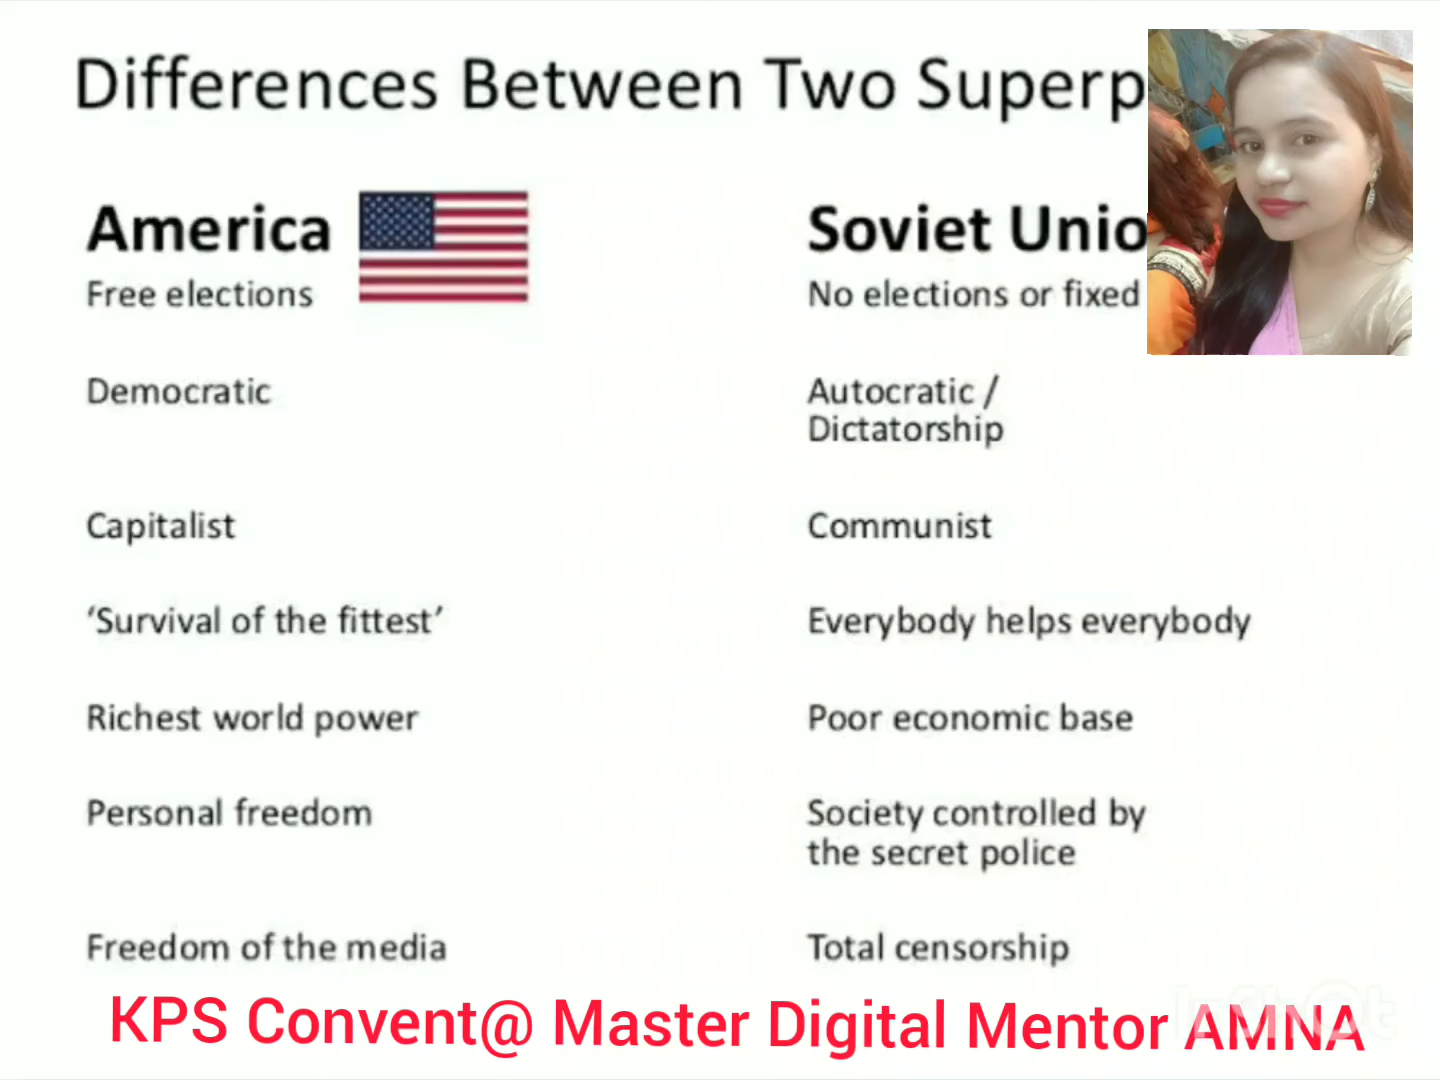 Differences Between Two Superp
America
Soviet Unio
Free elections
No elections or fixed
Democratic
Autocratic /
Dictatorship
Capitalist
Communist
‘Survival of the fittest’
Everybody helps everybody
Richest world power
Poor economic base
Personal freedom
Society controlled by
the secret police
Freedom of the media
Total censorship
KPS Convent@ Master Digital Mentor AMNA
InShOt